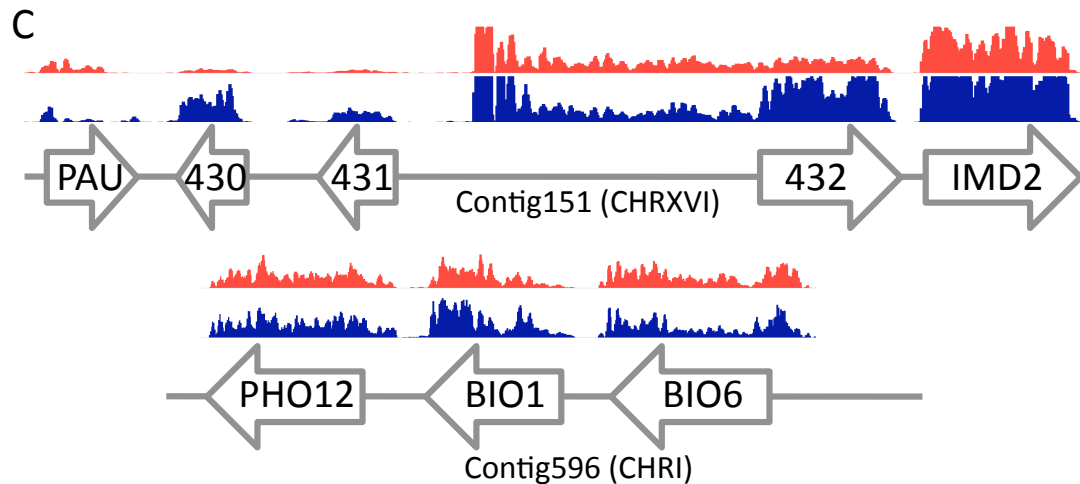 C
PAU 430 431 432 IMD2
Contig151 (CHRXVI)
PHO12 BIO1 BIO6
Contig596 (CHRI)